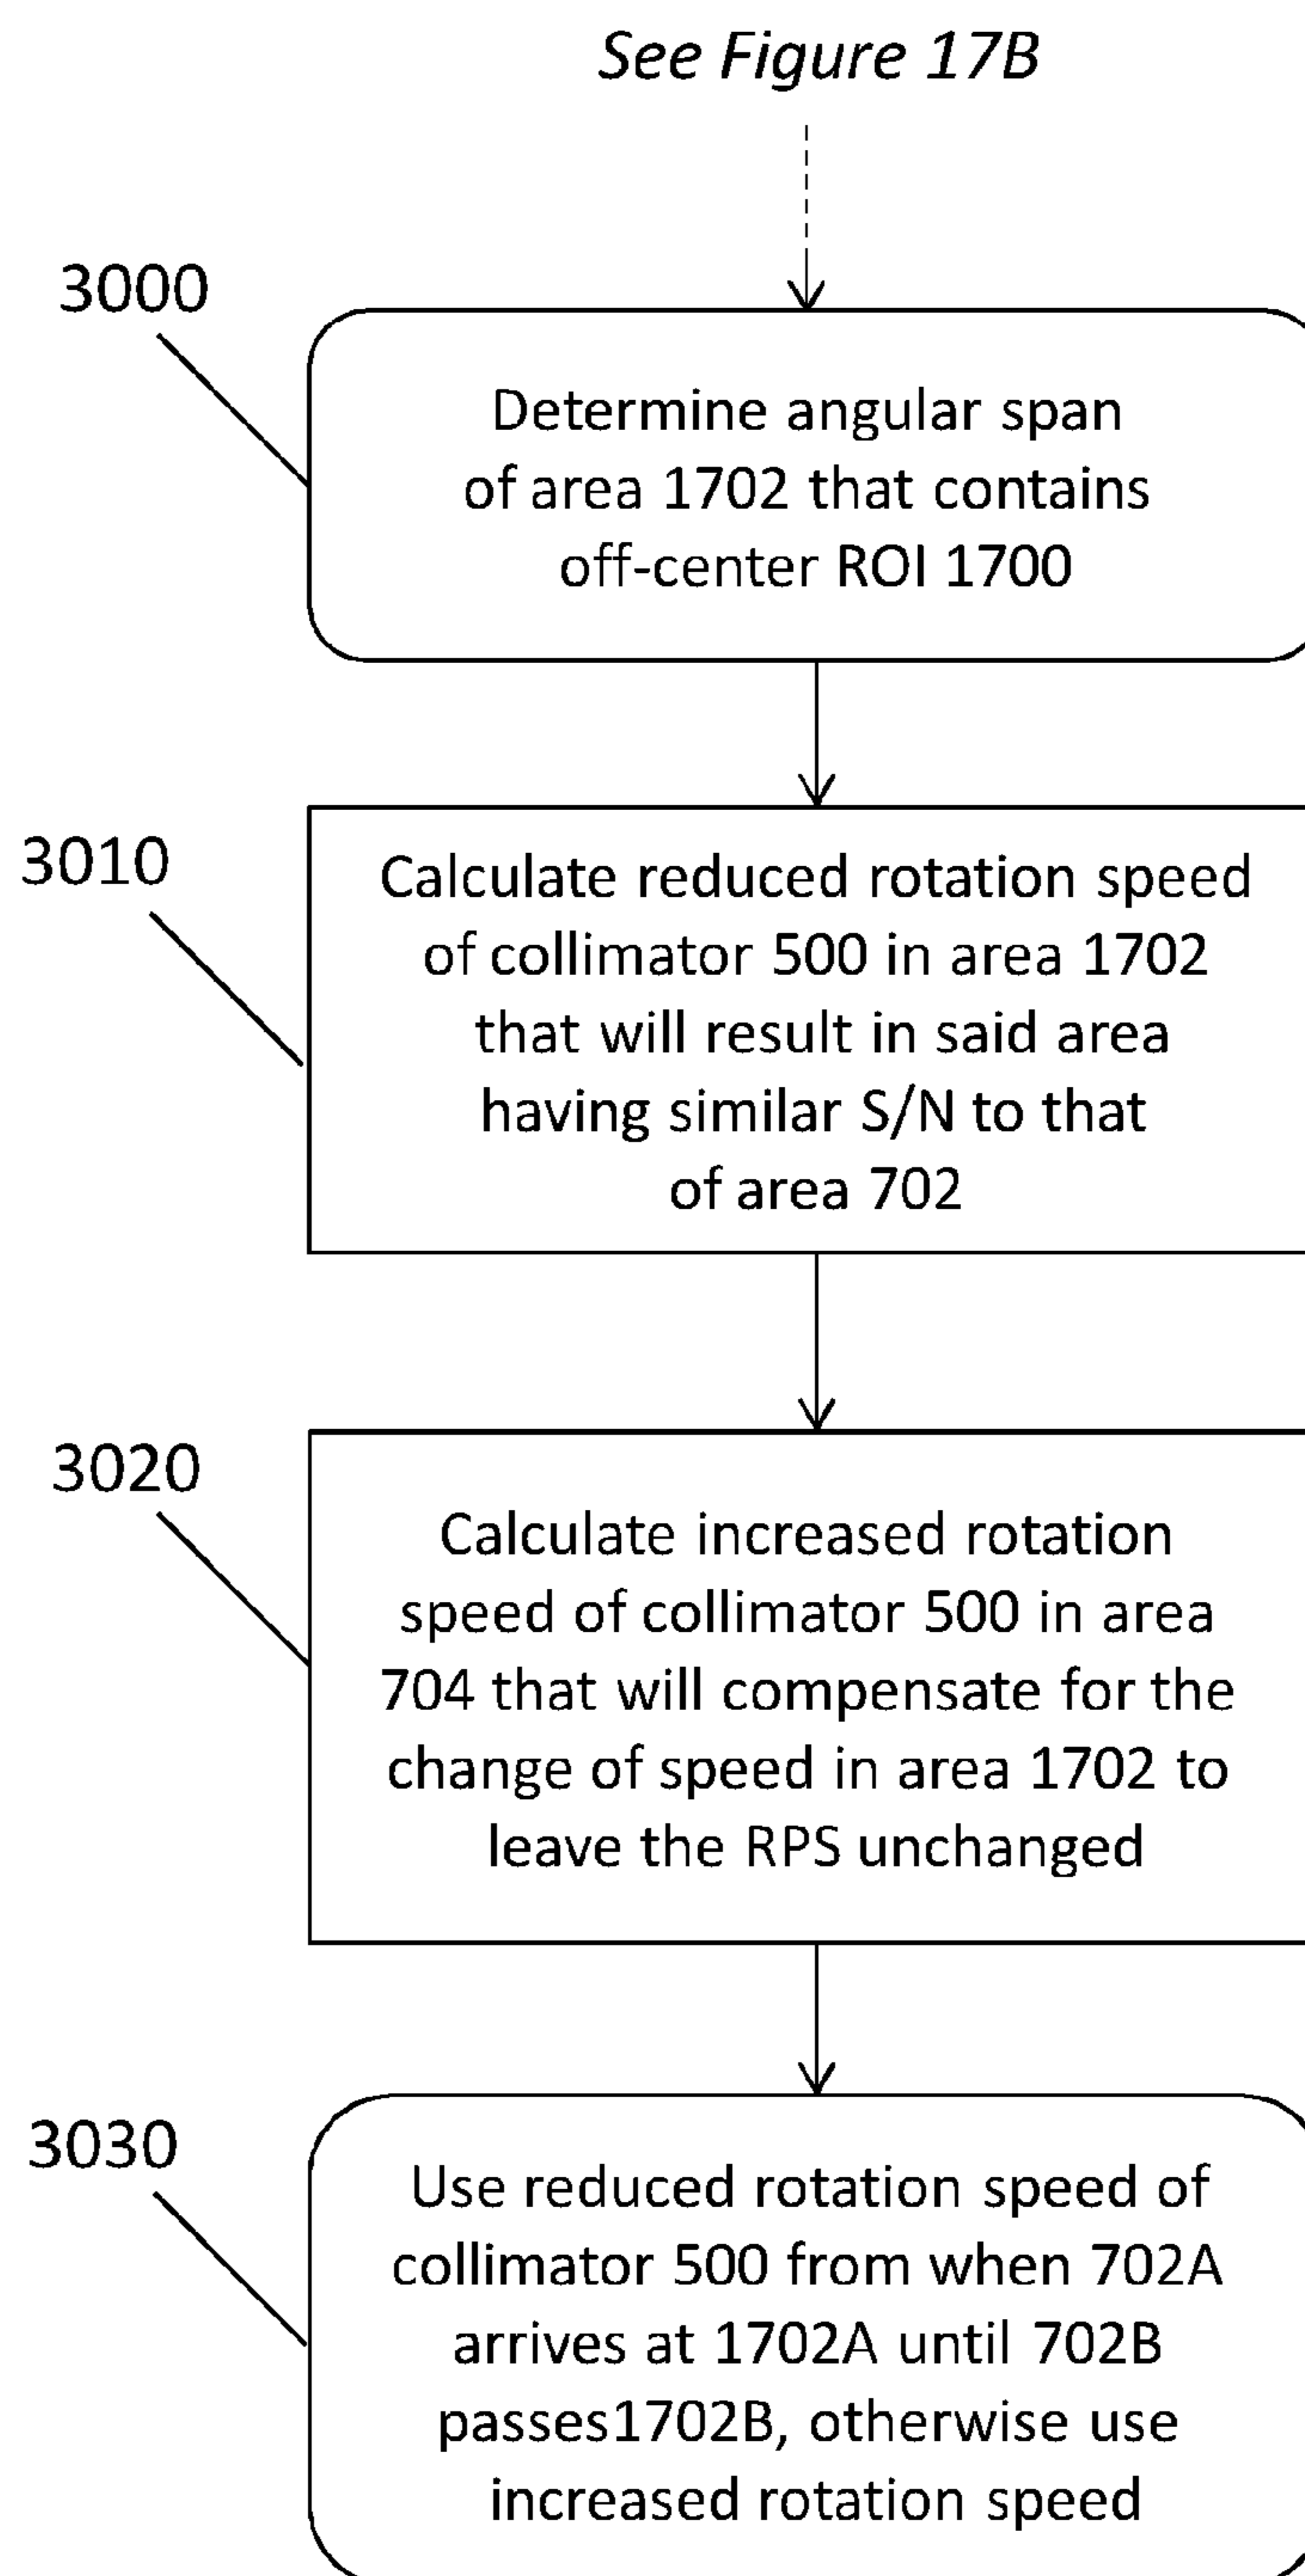 See Figure 17B
3000
Determine angular span
of area 1702 that contains
off-center ROI 1700
3010
Calculate reduced rotation speed
of collimator 500 in area 1702
that will result in said area
having similar S/N to that
of area 702
3020
Calculate increased rotation
speed of collimator 500 in area
704 that will compensate for the
change of speed in area 1702 to
leave the RPS unchanged
3030
Use reduced rotation speed of
collimator 500 from when 702A
arrives at 1702A until 702B
passes1702B, otherwise use
increased rotation speed